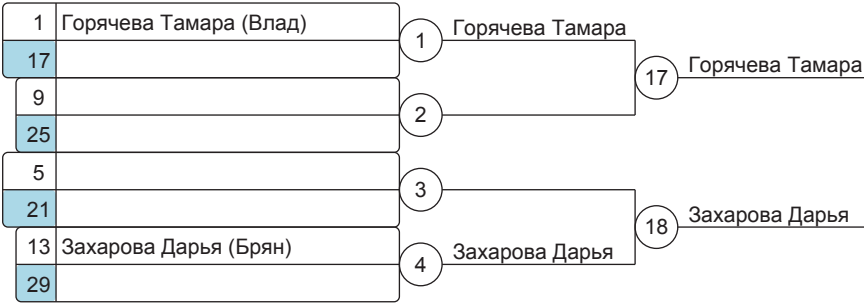 1 Горячева Тамара (Влад)
17
1 Горячева Тамара
17 Горячева Тамара
9
25
2
5
21
3
18 Захарова Дарья
13 Захарова Дарья (Брян)
29
4 Захарова Дарья